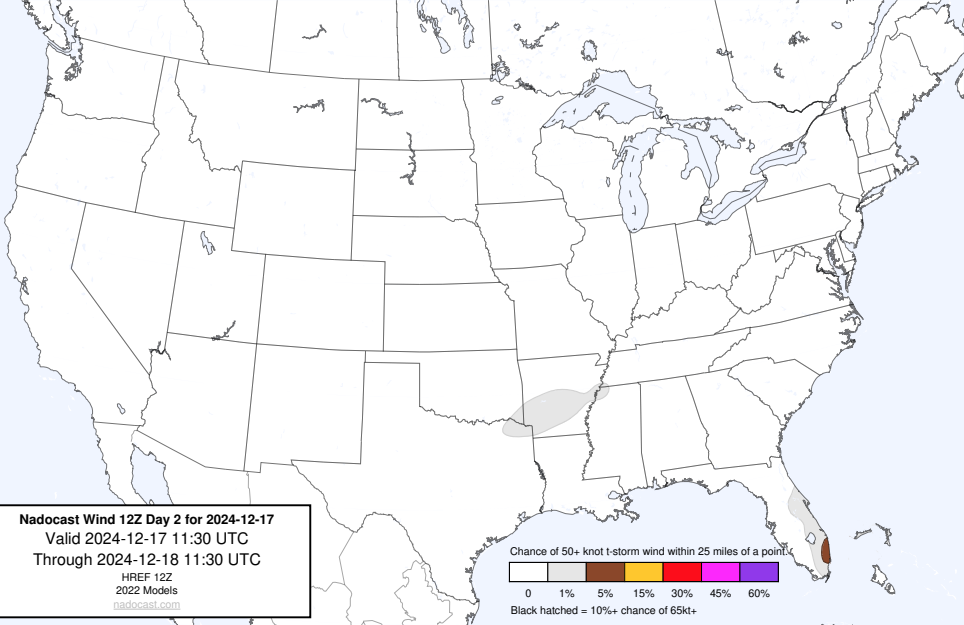 Nadocast Wind 12Z Day 2 for 2024-12-17
Valid 2024-12-17 11:30 UTC
Through 2024-12-18 11:30 UTC
HREF 12Z
2022 Models
nadocast.com
Chance of 50+ knot t-storm wind within 25 miles of a point.
0 1% 5% 15% 30% 45% 60%
Black hatched = 10%+ chance of 65kt+